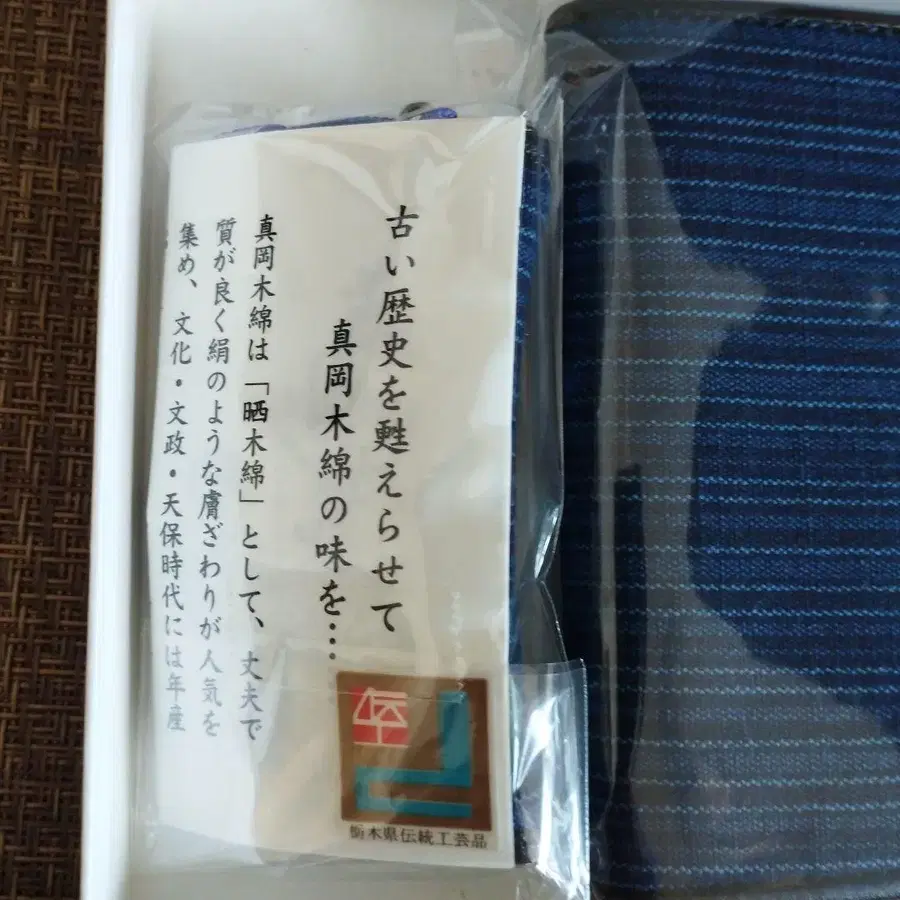 古い歴史を甦えらせて
真岡木綿の味を…
真岡木綿は「晒木綿」として、丈夫で
質が良く絹のような膚ざわりが人気を
集め、文化・文政・天保時代には年産
栃木県伝統工芸品